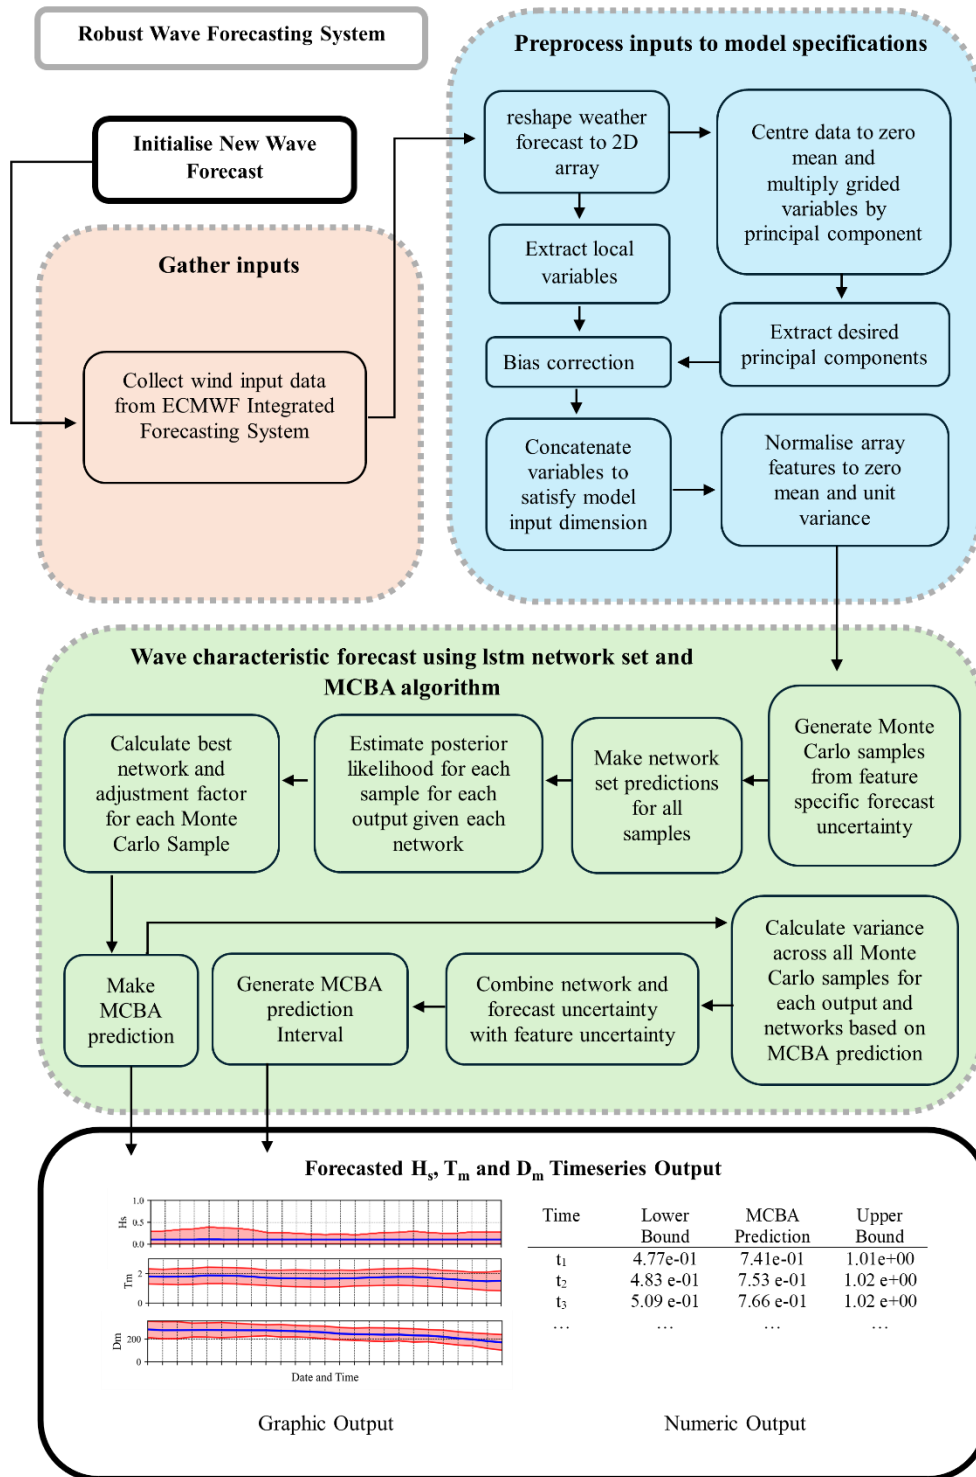 Robust Wave Forecasting System
Initialise New Wave
Forecast
Gather inputs
Collect wind input data
from ECMWF Integrated
Forecasting System
Preprocess inputs to model specifications
reshape weather
forecast to 2D
array
Centre data to zero
mean and
multiply grided
variables by
principal component
Extract local
variables
Extract desired
principal components
Bias correction
Concatenate
variables to
satisfy model
input dimension
Normalise array
features to zero
mean and unit
variance
Wave characteristic forecast using lstm network set and
MCBA algorithm
Generate Monte
Carlo samples
from feature
specific forecast
uncertainty
Make network
set predictions
for all
samples
Estimate posterior
likelihood for each
sample for each
output given each
network
Calculate best
network and
adjustment factor
for each Monte
Carlo Sample
Make
MCBA
prediction
Calculate variance
across all Monte
Carlo samples for
each output and
networks based on
MCBA prediction
Combine network and
forecast uncertainty
with feature uncertainty
Generate MCBA
prediction
Interval
Forecasted Hs, Tm and Dm Timeseries Output
Hs
1.0
0.5
0.0
Tm
2
0
Dm
200
0
Date and Time
Graphic Output
Time Lower Bound MCBA Prediction Upper Bound
t1 4.77e-01 7.41e-01 1.01e+00
t2 4.83 e-01 7.53 e-01 1.02 e+00
t3 5.09 e-01 7.66 e-01 1.02 e+00
… … … …
Numeric Output